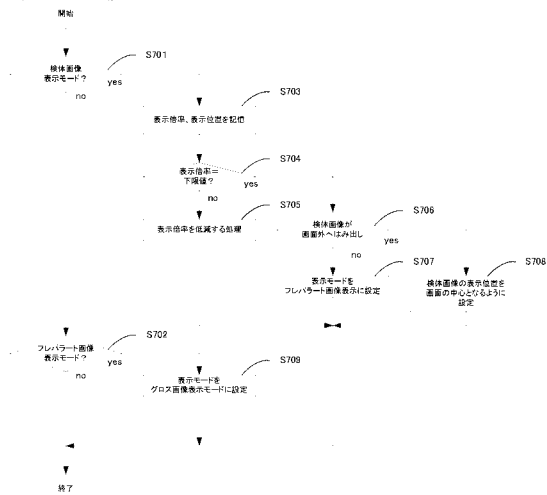 開始
S701
検体画像
表示モード?
yes
no
S703
表示倍率、表示位置を記憶
S704
表示倍率=
下限値?
yes
no
S705
表示倍率を低減する処理
S706
検体画像が
画面外へはみ出し
yes
no
S707
表示モードを
プレパラート画像表示に設定
S708
検体画像の表示位置を
画面の中心となるように
設定
S702
プレパラート画像
表示モード?
yes
no
S709
表示モードを
グロス画像表示モードに設定
終了